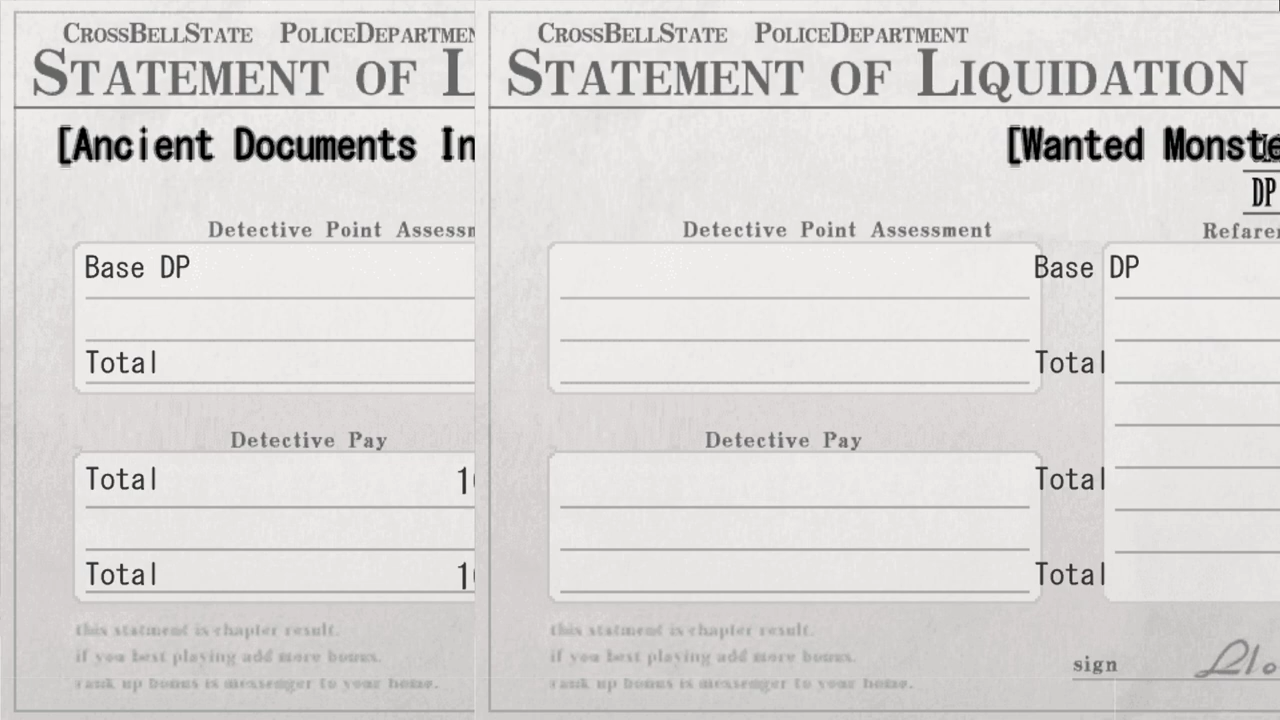 CrossBellState PoliceDepartmen
Statement of L
[Ancient Documents In
Detective Point Assessm
Base DP
Total
Detective Pay
Total
Total
this statment is chapter result.
if you best playing add more bonus.
rank up bonus is messenger to your home.
CrossBellState PoliceDepartment
Statement of Liquidation
[Wanted Monste
DP
Detective Point Assessment
Refare
Base DP
Total
Detective Pay
Total
Total
this statment is chapter result.
if you best playing add more bonus.
rank up bonus is messenger to your home.
sign Llo